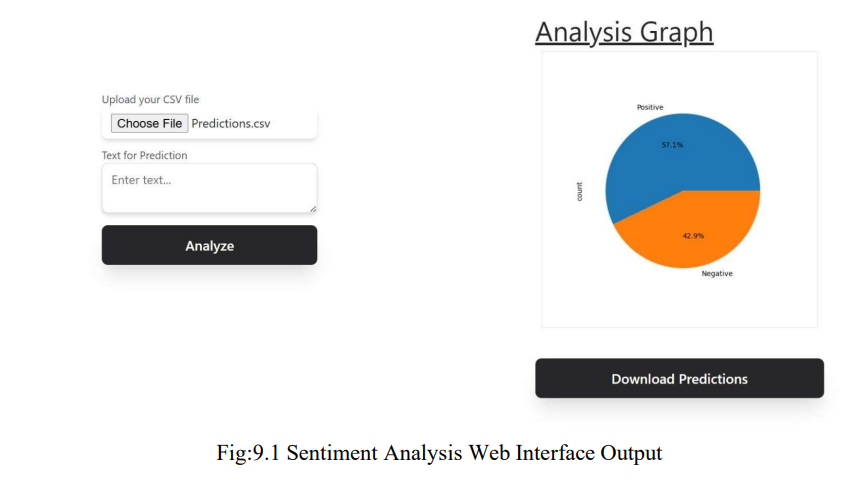 Upload your CSV file
Choose File Predictions.csv
Text for Prediction
Enter text...
Analyze
Analysis Graph
Positive
57.1%
count
42.9%
Negative
Download Predictions
Fig:9.1 Sentiment Analysis Web Interface Output